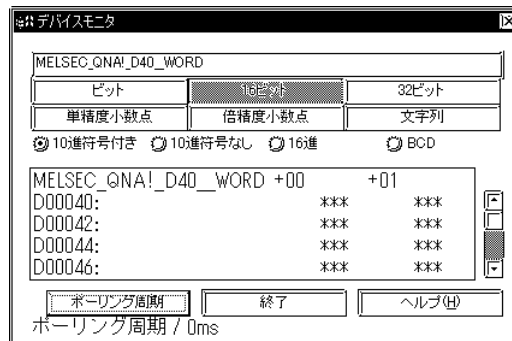 デバイスモニタ
MELSEC_QNA!_D40__WORD
ビット 16ビット 32ビット
単精度小数点 倍精度小数点 文字列
10進符号付き 10進符号なし 16進 BCD
MELSEC_QNA!_D40__WORD +00 +01
D00040: *** ***
D00042: *** ***
D00044: *** ***
D00046: *** ***
ポーリング周期 終了 ヘルプ(H)
ポーリング周期 / 0ms